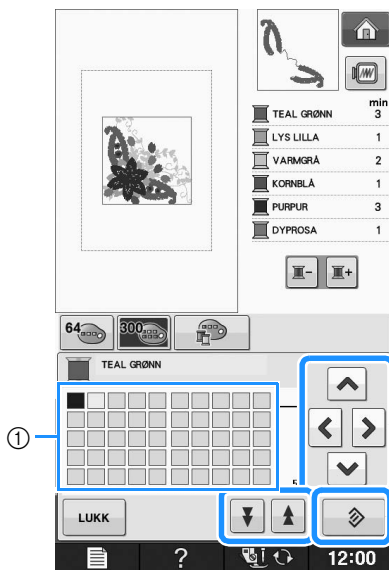 min
TEAL GRØNN 3
LYS LILLA 1
VARMGRÅ 2
KORNBLÅ 1
PURPUR 3
DYPROSA 1
64 300
TEAL GRØNN
①
5
LUKK
? 12:00